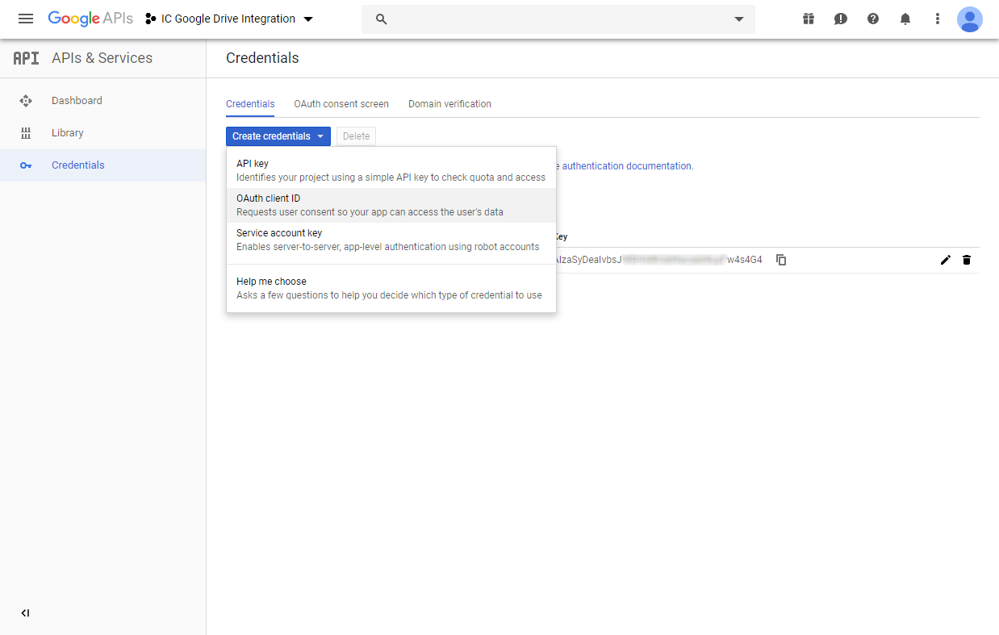 Google APIs IC Google Drive Integration
API APIs & Services
Credentials
Dashboard
Library
Credentials
Credentials OAuth consent screen Domain verification
Create credentials Delete
API key
Identifies your project using a simple API key to check quota and access
authentication documentation.
OAuth client ID
Requests user consent so your app can access the user's data
Service account key
Enables server-to-server, app-level authentication using robot accounts
Key
Help me choose
Asks a few questions to help you decide which type of credential to use